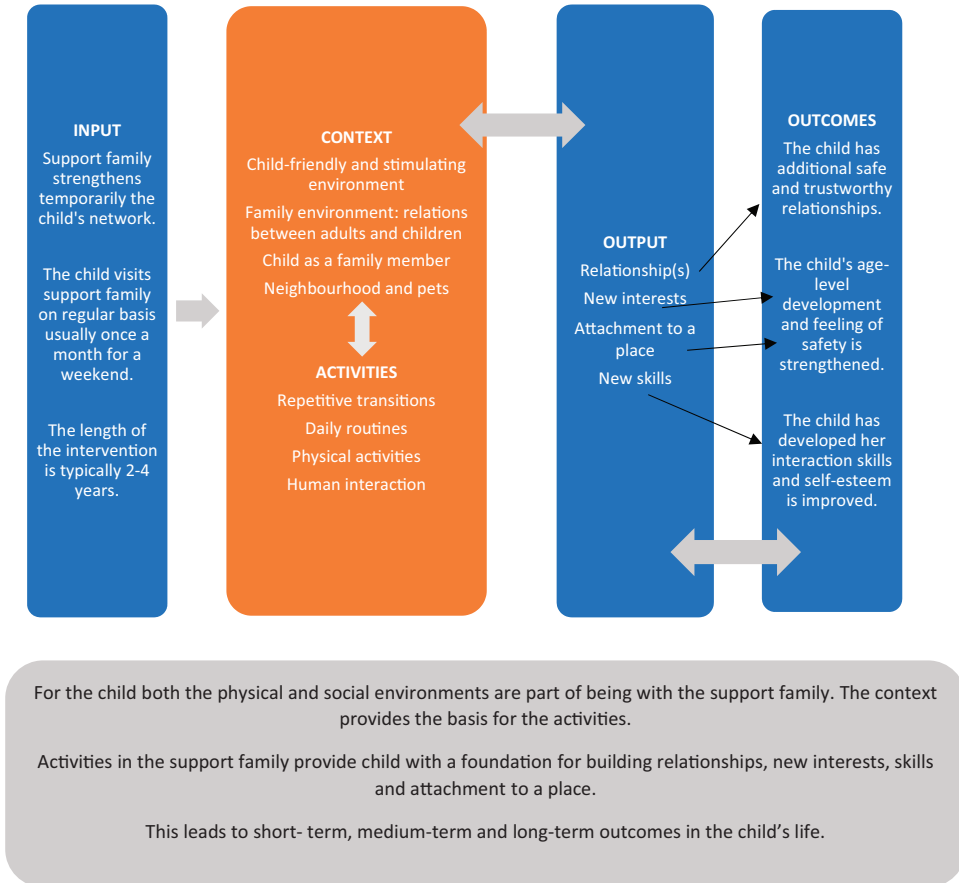 INPUT
Support family
strengthens
temporarily the
child's network.
The child visits
support family
on regular basis
usually once a
month for a
weekend.
The length of
the intervention
is typically 2-4
years.
CONTEXT
Child-friendly and stimulating
environment
Family environment: relations
between adults and children
Child as a family member
Neighbourhood and pets
ACTIVITIES
Repetitive transitions
Daily routines
Physical activities
Human interaction
OUTPUT
Relationship(s)
New interests
Attachment to a
place
New skills
OUTCOMES
The child has
additional safe
and trustworthy
relationships.
The child's age-
level
development
and feeling of
safety is
strengthened.
The child has
developed her
interaction skills
and self-esteem
is improved.
For the child both the physical and social environments are part of being with the support family. The context
provides the basis for the activities.
Activities in the support family provide child with a foundation for building relationships, new interests, skills
and attachment to a place.
This leads to short- term, medium-term and long-term outcomes in the child’s life.